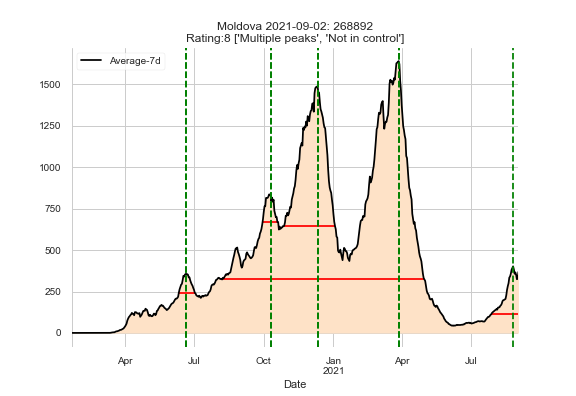 Moldova 2021-09-02: 268892
Rating:8 ['Multiple peaks', 'Not in control']
Average-7d
1500
1250
1000
750
500
250
0
Apr
Jul
Oct
Jan
2021
Apr
Jul
Date